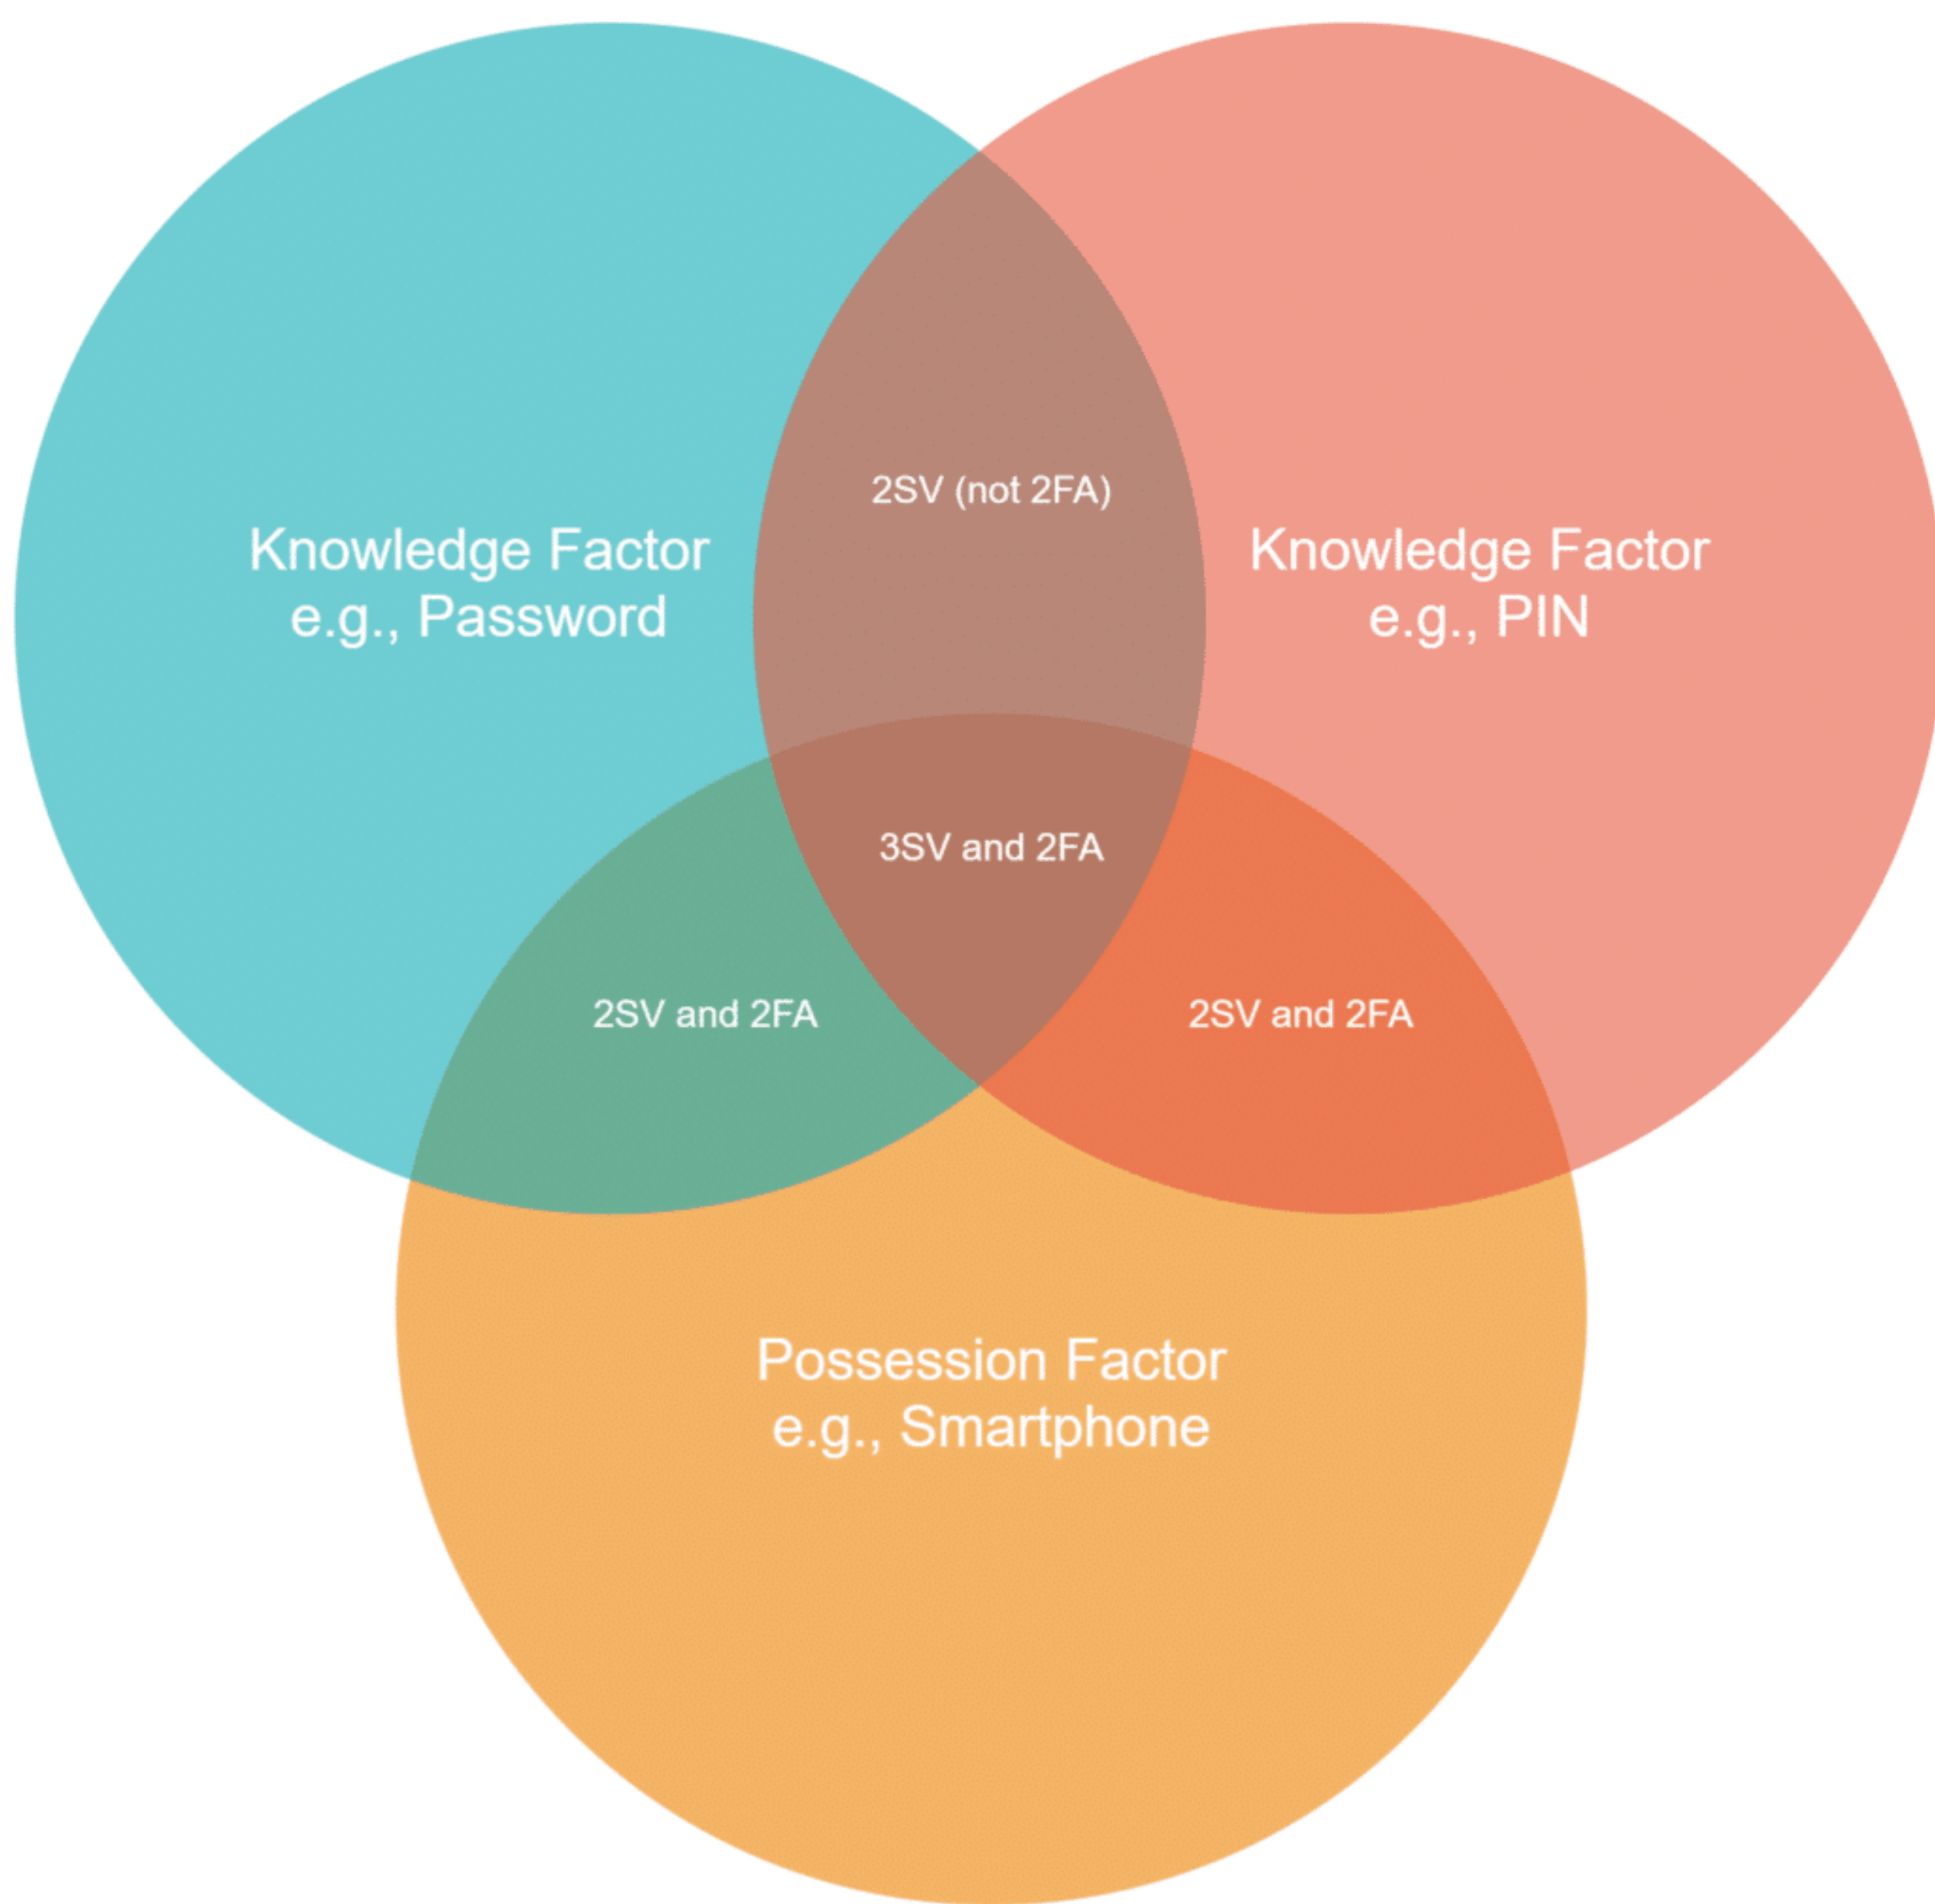 2SV (not 2FA)
Knowledge Factor
e.g., Password
Knowledge Factor
e.g., PIN
3SV and 2FA
2SV and 2FA
2SV and 2FA
Possession Factor
e.g., Smartphone